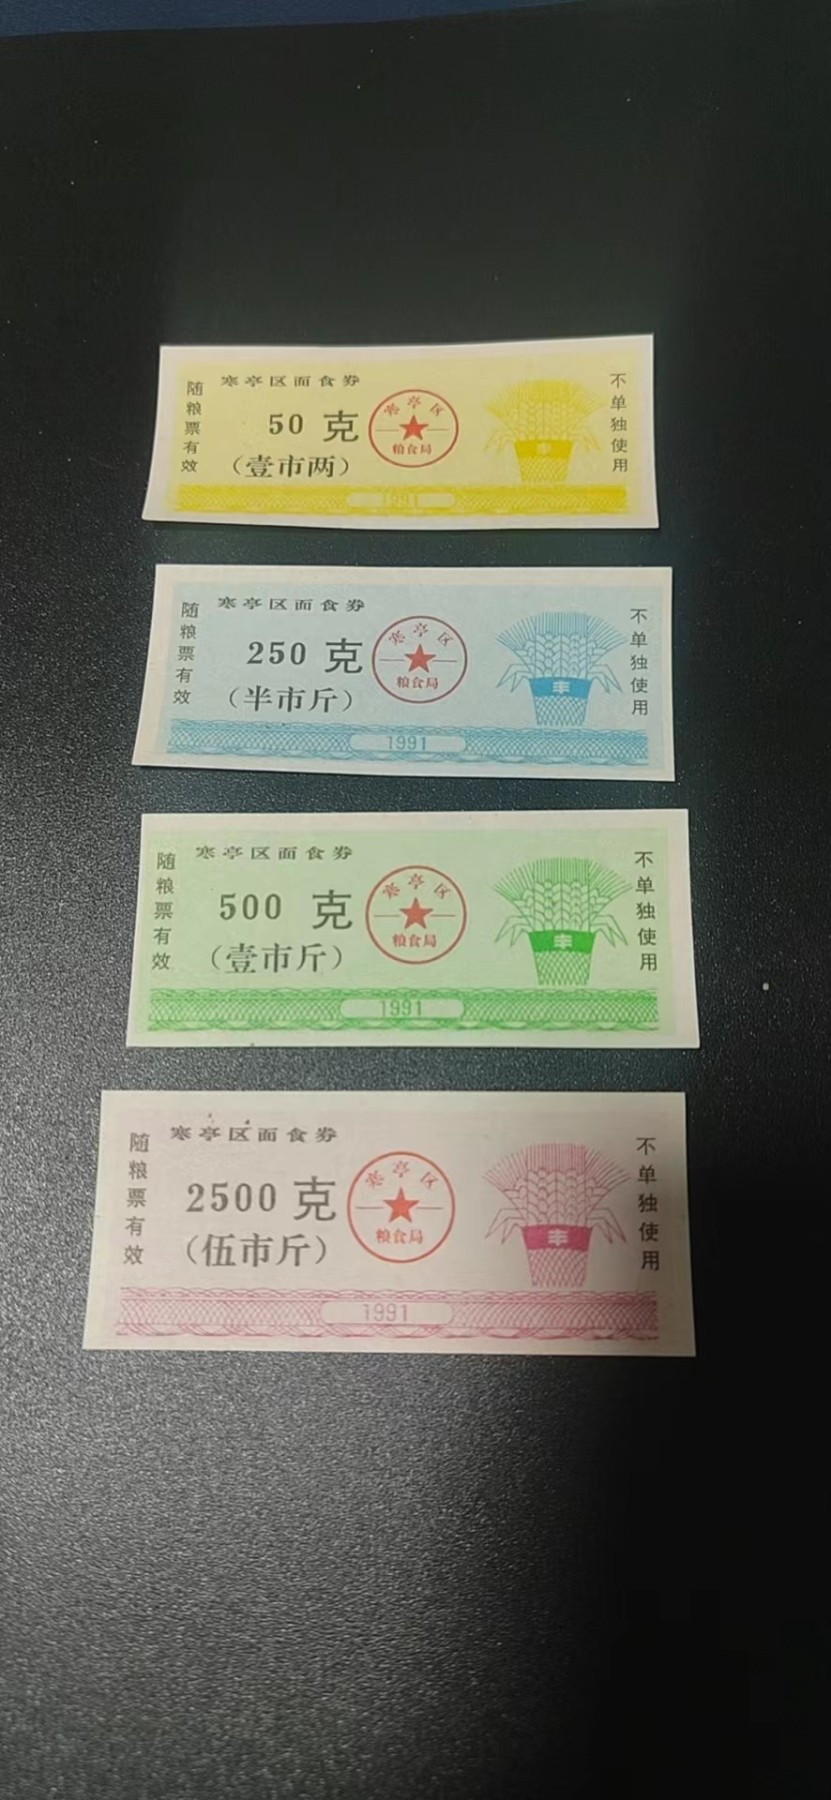 寒亭区面食券
随粮票有效
50 克
(壹市两)
寒亭区
粮食局
不单独使用
1991
寒亭区面食券
随粮票有效
250 克
(半市斤)
寒亭区
粮食局
丰
不单独使用
1991
寒亭区面食券
随粮票有效
500 克
(壹市斤)
寒亭区
粮食局
丰
不单独使用
1991
寒亭区面食券
随粮票有效
2500 克
(伍市斤)
寒亭区
粮食局
丰
不单独使用
1991